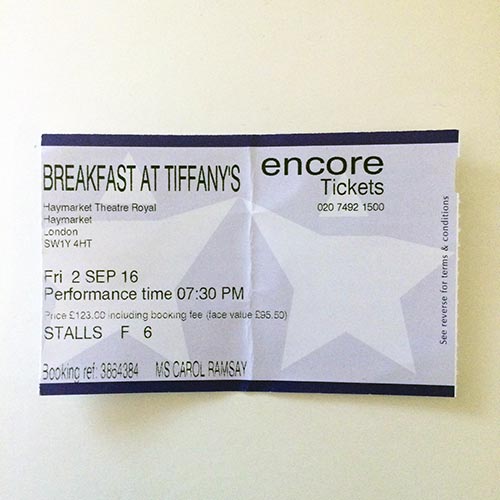 BREAKFAST AT TIFFANY'S
encore
Tickets
020 7492 1500
Haymarket Theatre Royal
Haymarket
London
SW1Y 4HT
Fri 2 SEP 16
Performance time 07:30 PM
Price £123.00 including booking fee (face value £95.50)
STALLS F 6
Booking ref: 3864384 MS CAROL RAMSAY
See reverse for terms & conditions